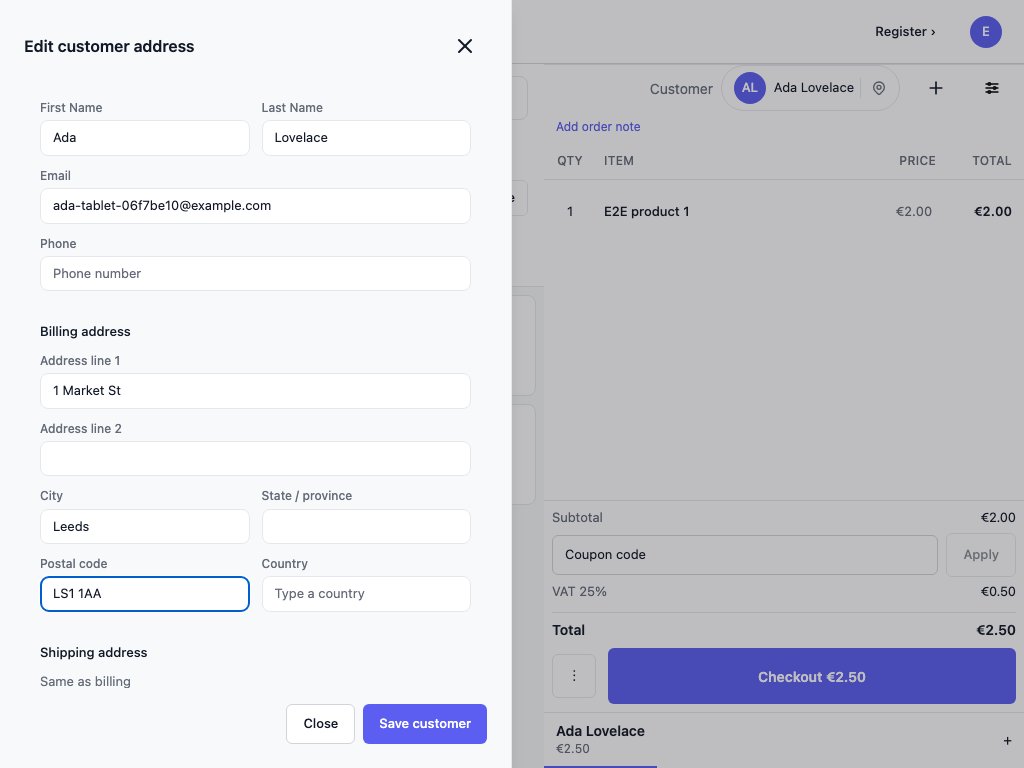 Edit customer address
First Name
Last Name
Ada
Lovelace
Email
ada-tablet-06f7be10@example.com
Phone
Phone number
Billing address
Address line 1
1 Market St
Address line 2
City
State / province
Leeds
Postal code
Country
LS1 1AA
Type a country
Shipping address
Same as billing
Close
Save customer
Register ›
E
Customer
AL
Ada Lovelace
Add order note
QTY
ITEM
PRICE
TOTAL
1
E2E product 1
€2.00
€2.00
Subtotal
€2.00
Coupon code
Apply
VAT 25%
€0.50
Total
€2.50
Checkout €2.50
Ada Lovelace
€2.50